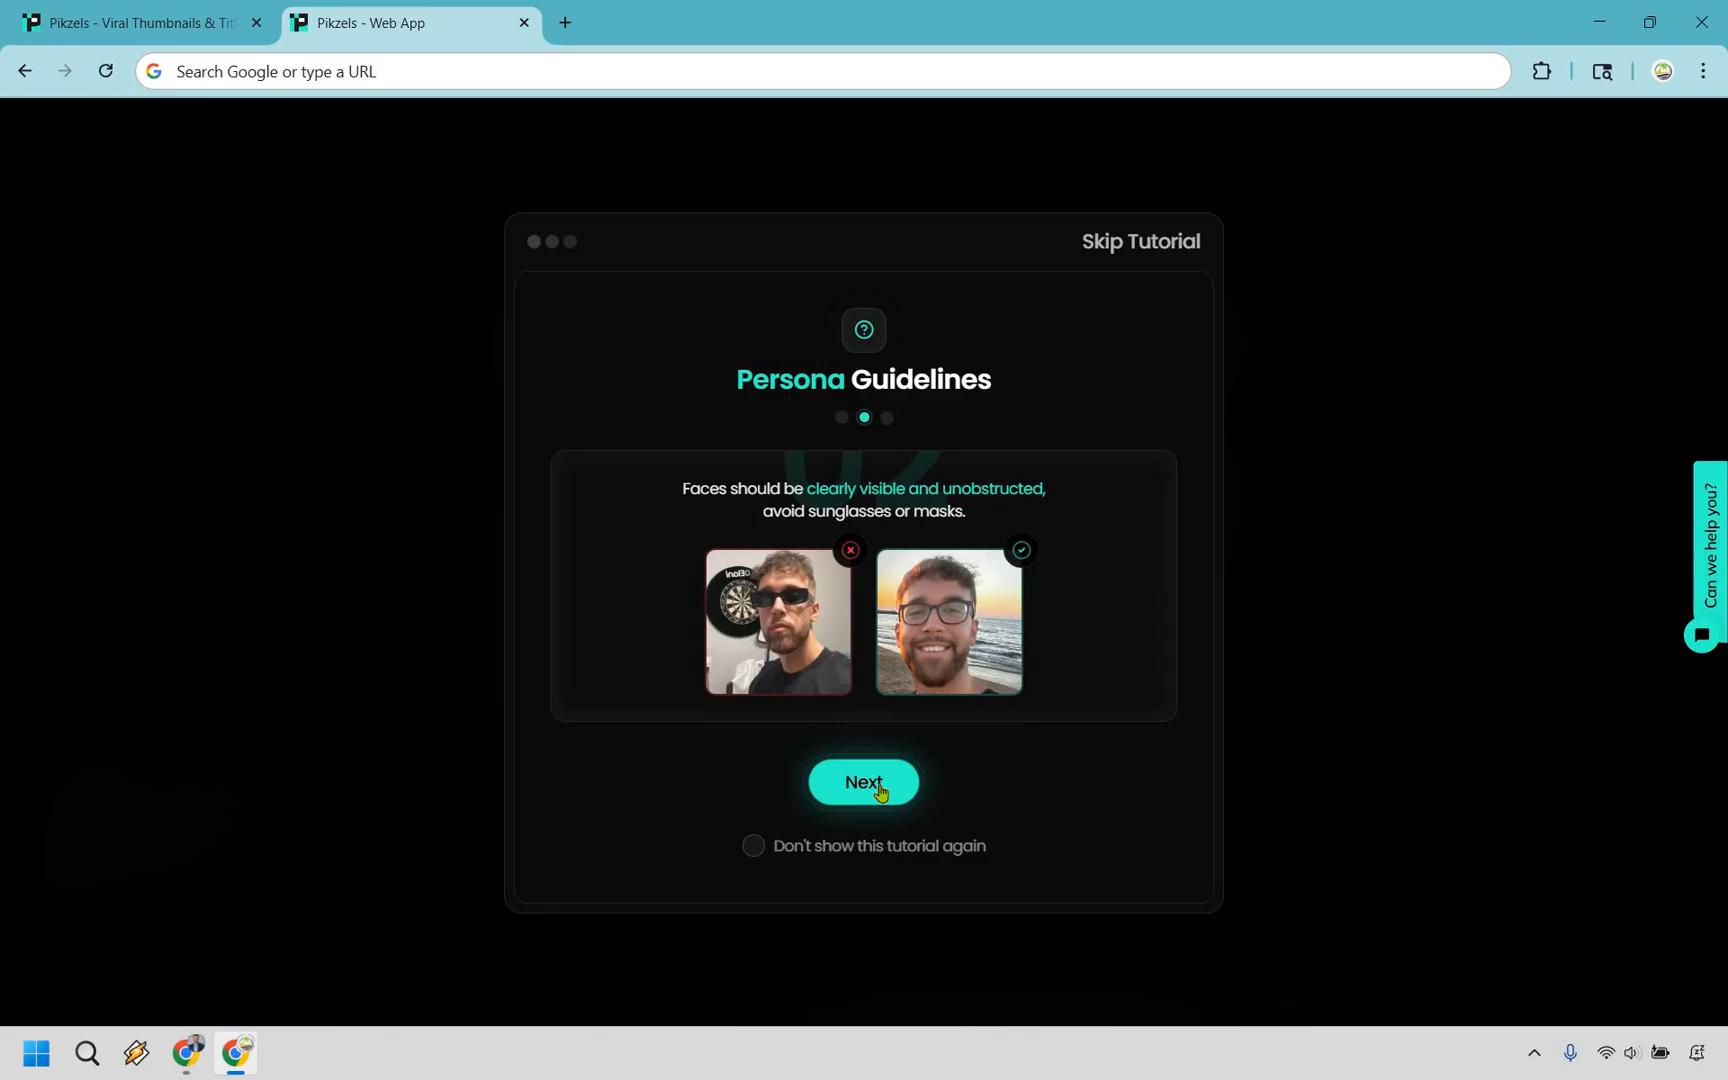 Pikzels - Viral Thumbnails & Tit
Pikzels - Web App
Search Google or type a URL
Skip Tutorial
Persona Guidelines
02
Faces should be clearly visible and unobstructed,
avoid sunglasses or masks.
Next
Don't show this tutorial again
Can we help you?